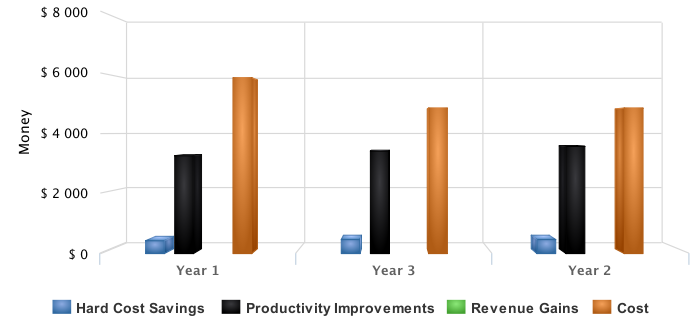 $ 8 000
$ 6 000
$ 4 000
$ 2 000
$ 0
Money
Year 1 Year 3 Year 2
Hard Cost Savings Productivity Improvements Revenue Gains Cost